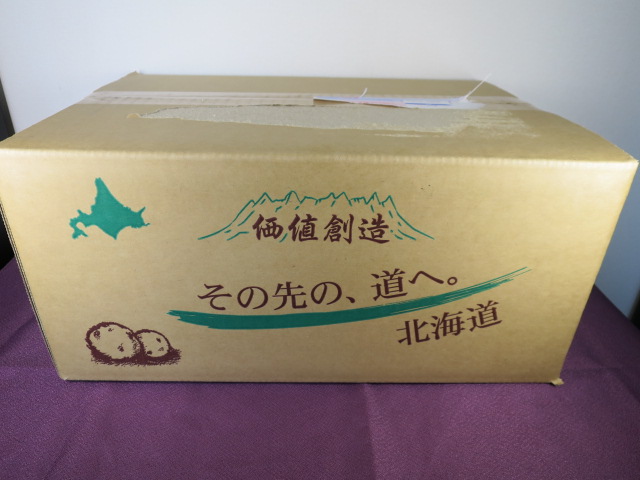 価値創造
その先の、道へ。
北海道